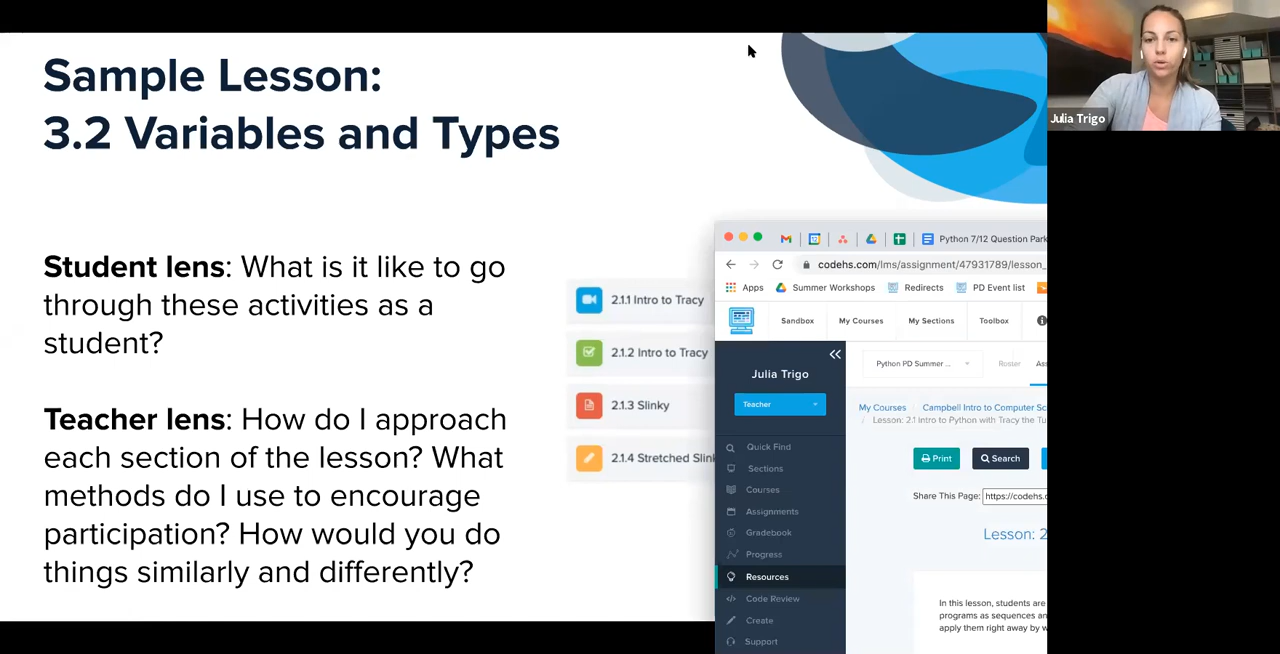 Sample Lesson:
3.2 Variables and Types
Student lens: What is it like to go
through these activities as a
student?
Teacher lens: How do I approach
each section of the lesson? What
methods do I use to encourage
participation? How would you do
things similarly and differently?
2.1.1 Intro to Tracy
2.1.2 Intro to Tracy
2.1.3 Slinky
2.1.4 Stretched Slin
Python 7/12 Question Park
codehs.com/lms/assignment/47931789/lesson_
Apps Summer Workshops Redirects PD Event list
Sandbox My Courses My Sections Toolbox
Julia Trigo
Teacher
Quick Find
Sections
Courses
Assignments
Gradebook
Progress
Resources
Code Review
Create
Support
Python PD Summer ... Roster As
My Courses / Campbell Intro to Computer Sc
/ Lesson: 2.1 Intro to Python with Tracy the Tu
Print Search
Share This Page: https://codehs.c
Lesson: 2
In this lesson, students are
programs as sequences an
apply them right away by w
Julia Trigo